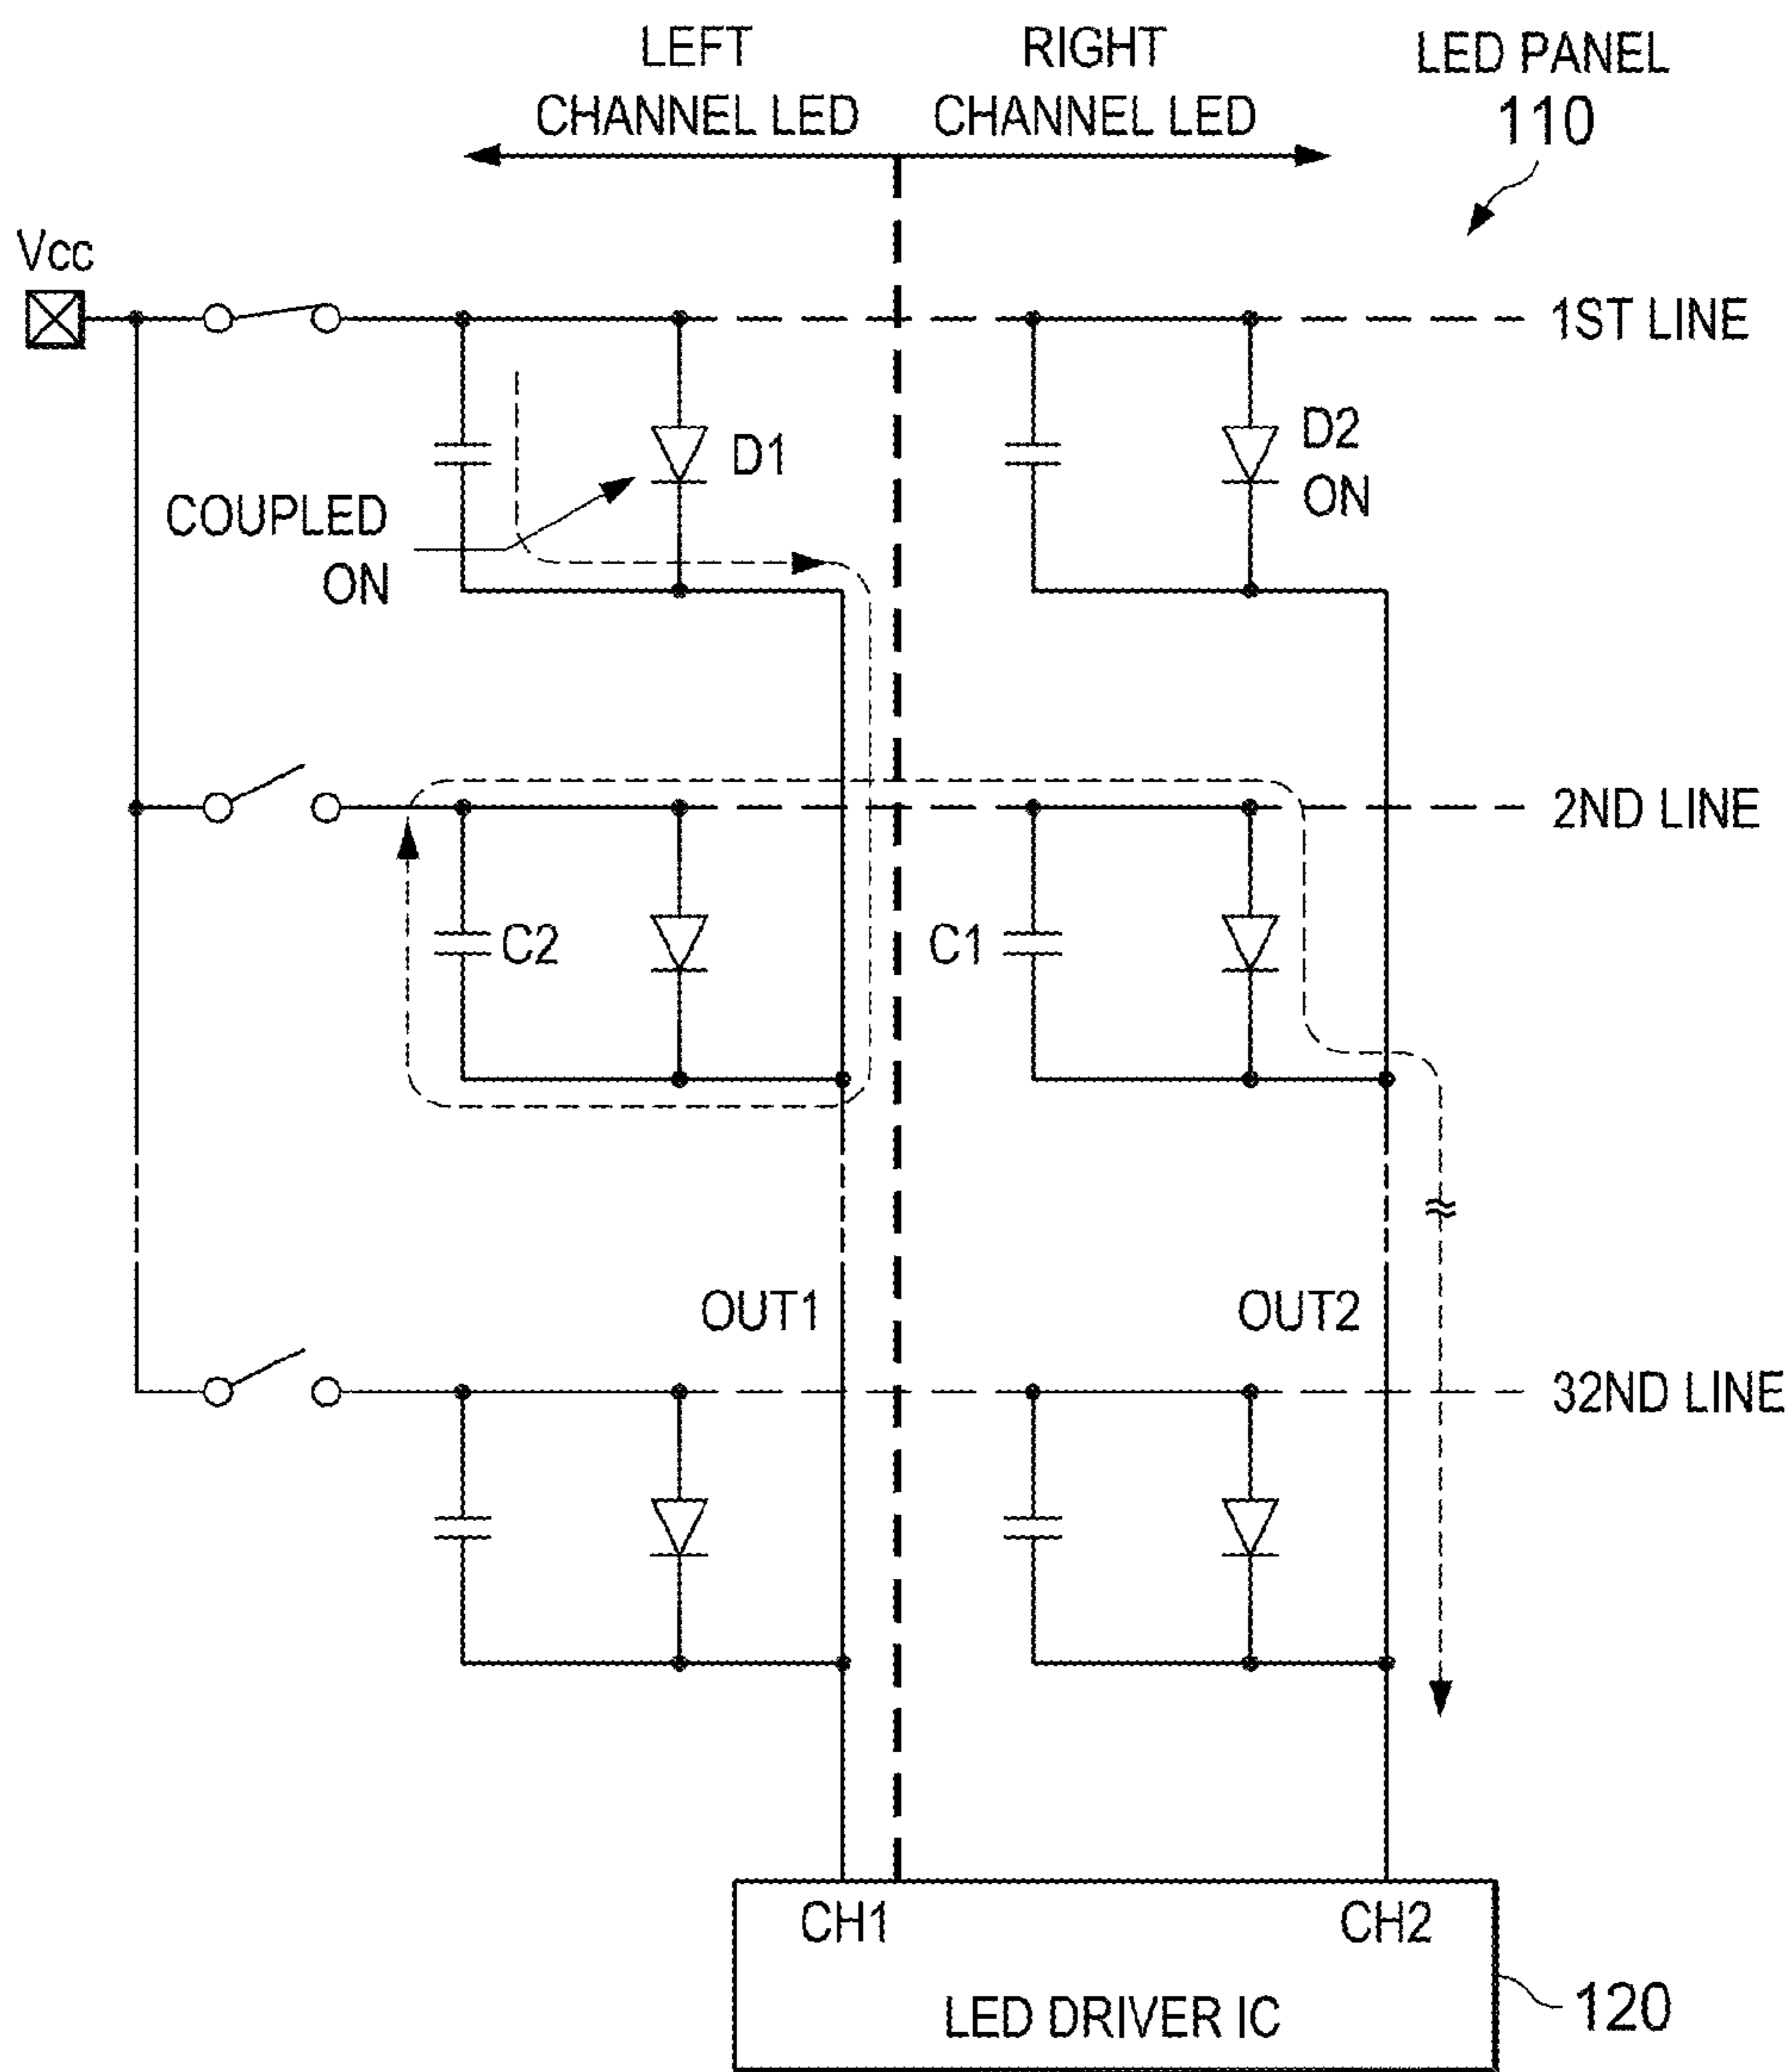 LEFT
CHANNEL LED
RIGHT
CHANNEL LED
LED PANEL
110
Vcc
1ST LINE
D1
D2
ON
COUPLED
ON
2ND LINE
C2
C1
OUT1
OUT2
32ND LINE
CH1
CH2
LED DRIVER IC
120